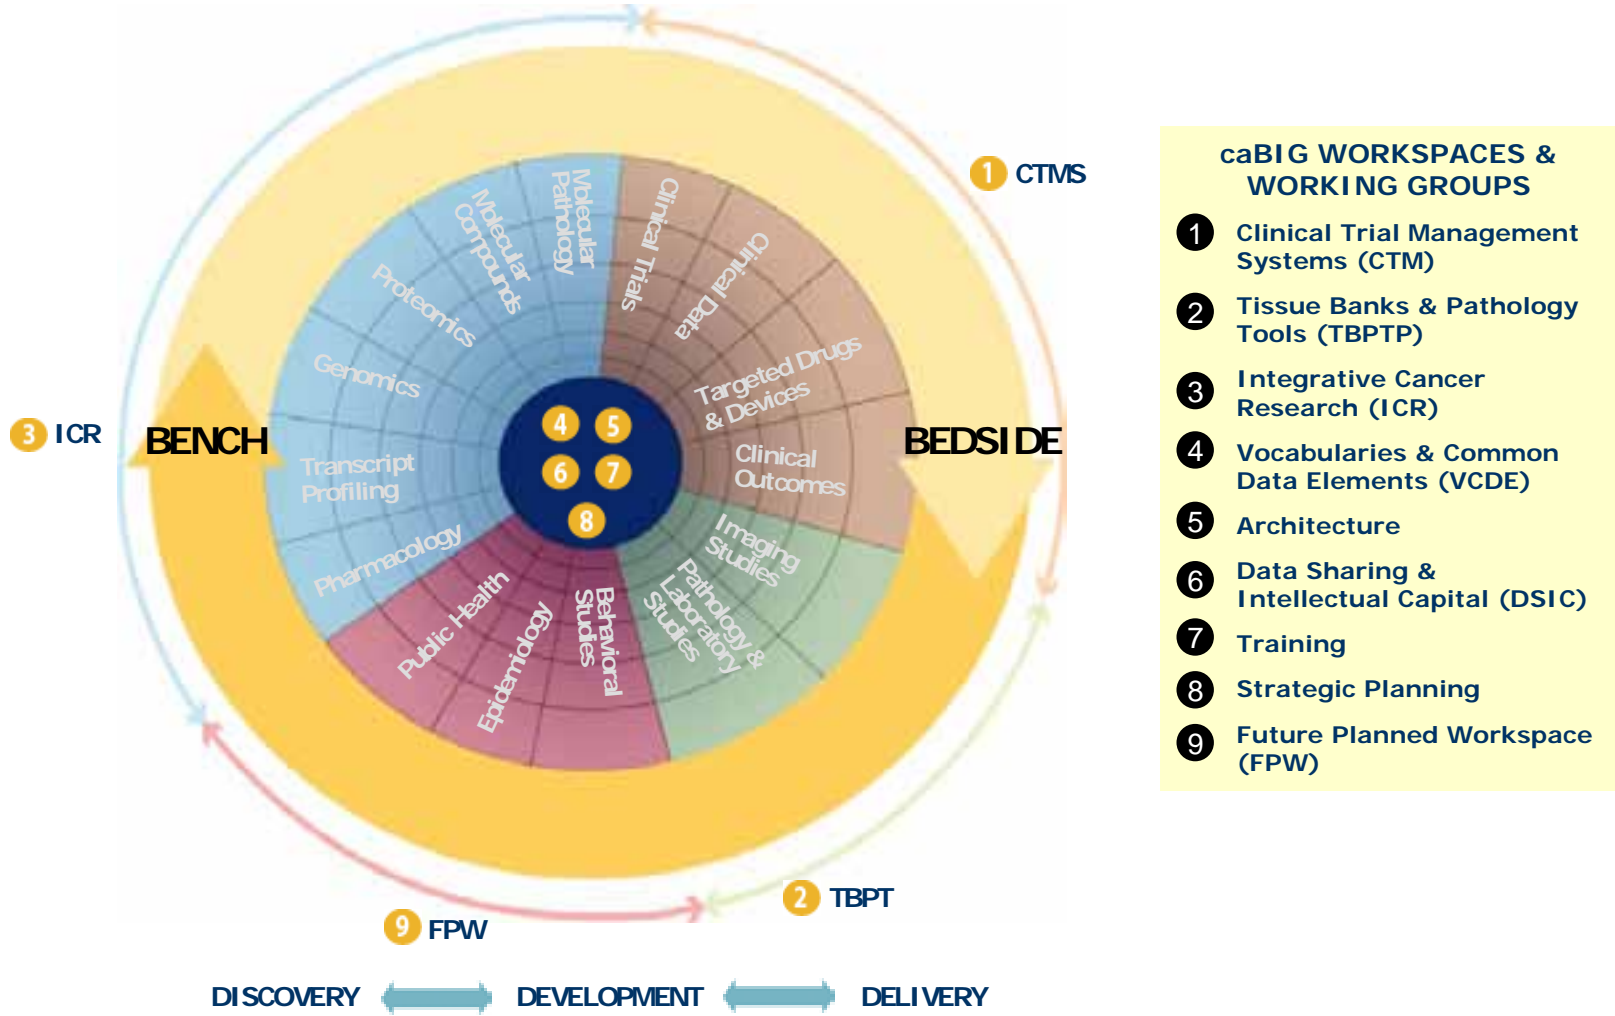 1 CTMS
3 ICR
BENCH
BEDSIDE
Molecular
Pathology
Molecular
Compounds
Proteomics
Genomics
Transcript
Profiling
Pharmacology
Clinical Trials
Clinical Data
Targeted Drugs
& Devices
Clinical
Outcomes
Imaging
Studies
Pathology &
Laboratory
Studies
Behavioral
Studies
Epidemiology
Public Health
4 5
6 7
8
2 TBPT
9 FPW
DISCOVERY DEVELOPMENT DELIVERY
caBIG WORKSPACES &
WORKING GROUPS
1 Clinical Trial Management
Systems (CTM)
2 Tissue Banks & Pathology
Tools (TBPTP)
3 Integrative Cancer
Research (ICR)
4 Vocabularies & Common
Data Elements (VCDE)
5 Architecture
6 Data Sharing &
Intellectual Capital (DSIC)
7 Training
8 Strategic Planning
9 Future Planned Workspace
(FPW)